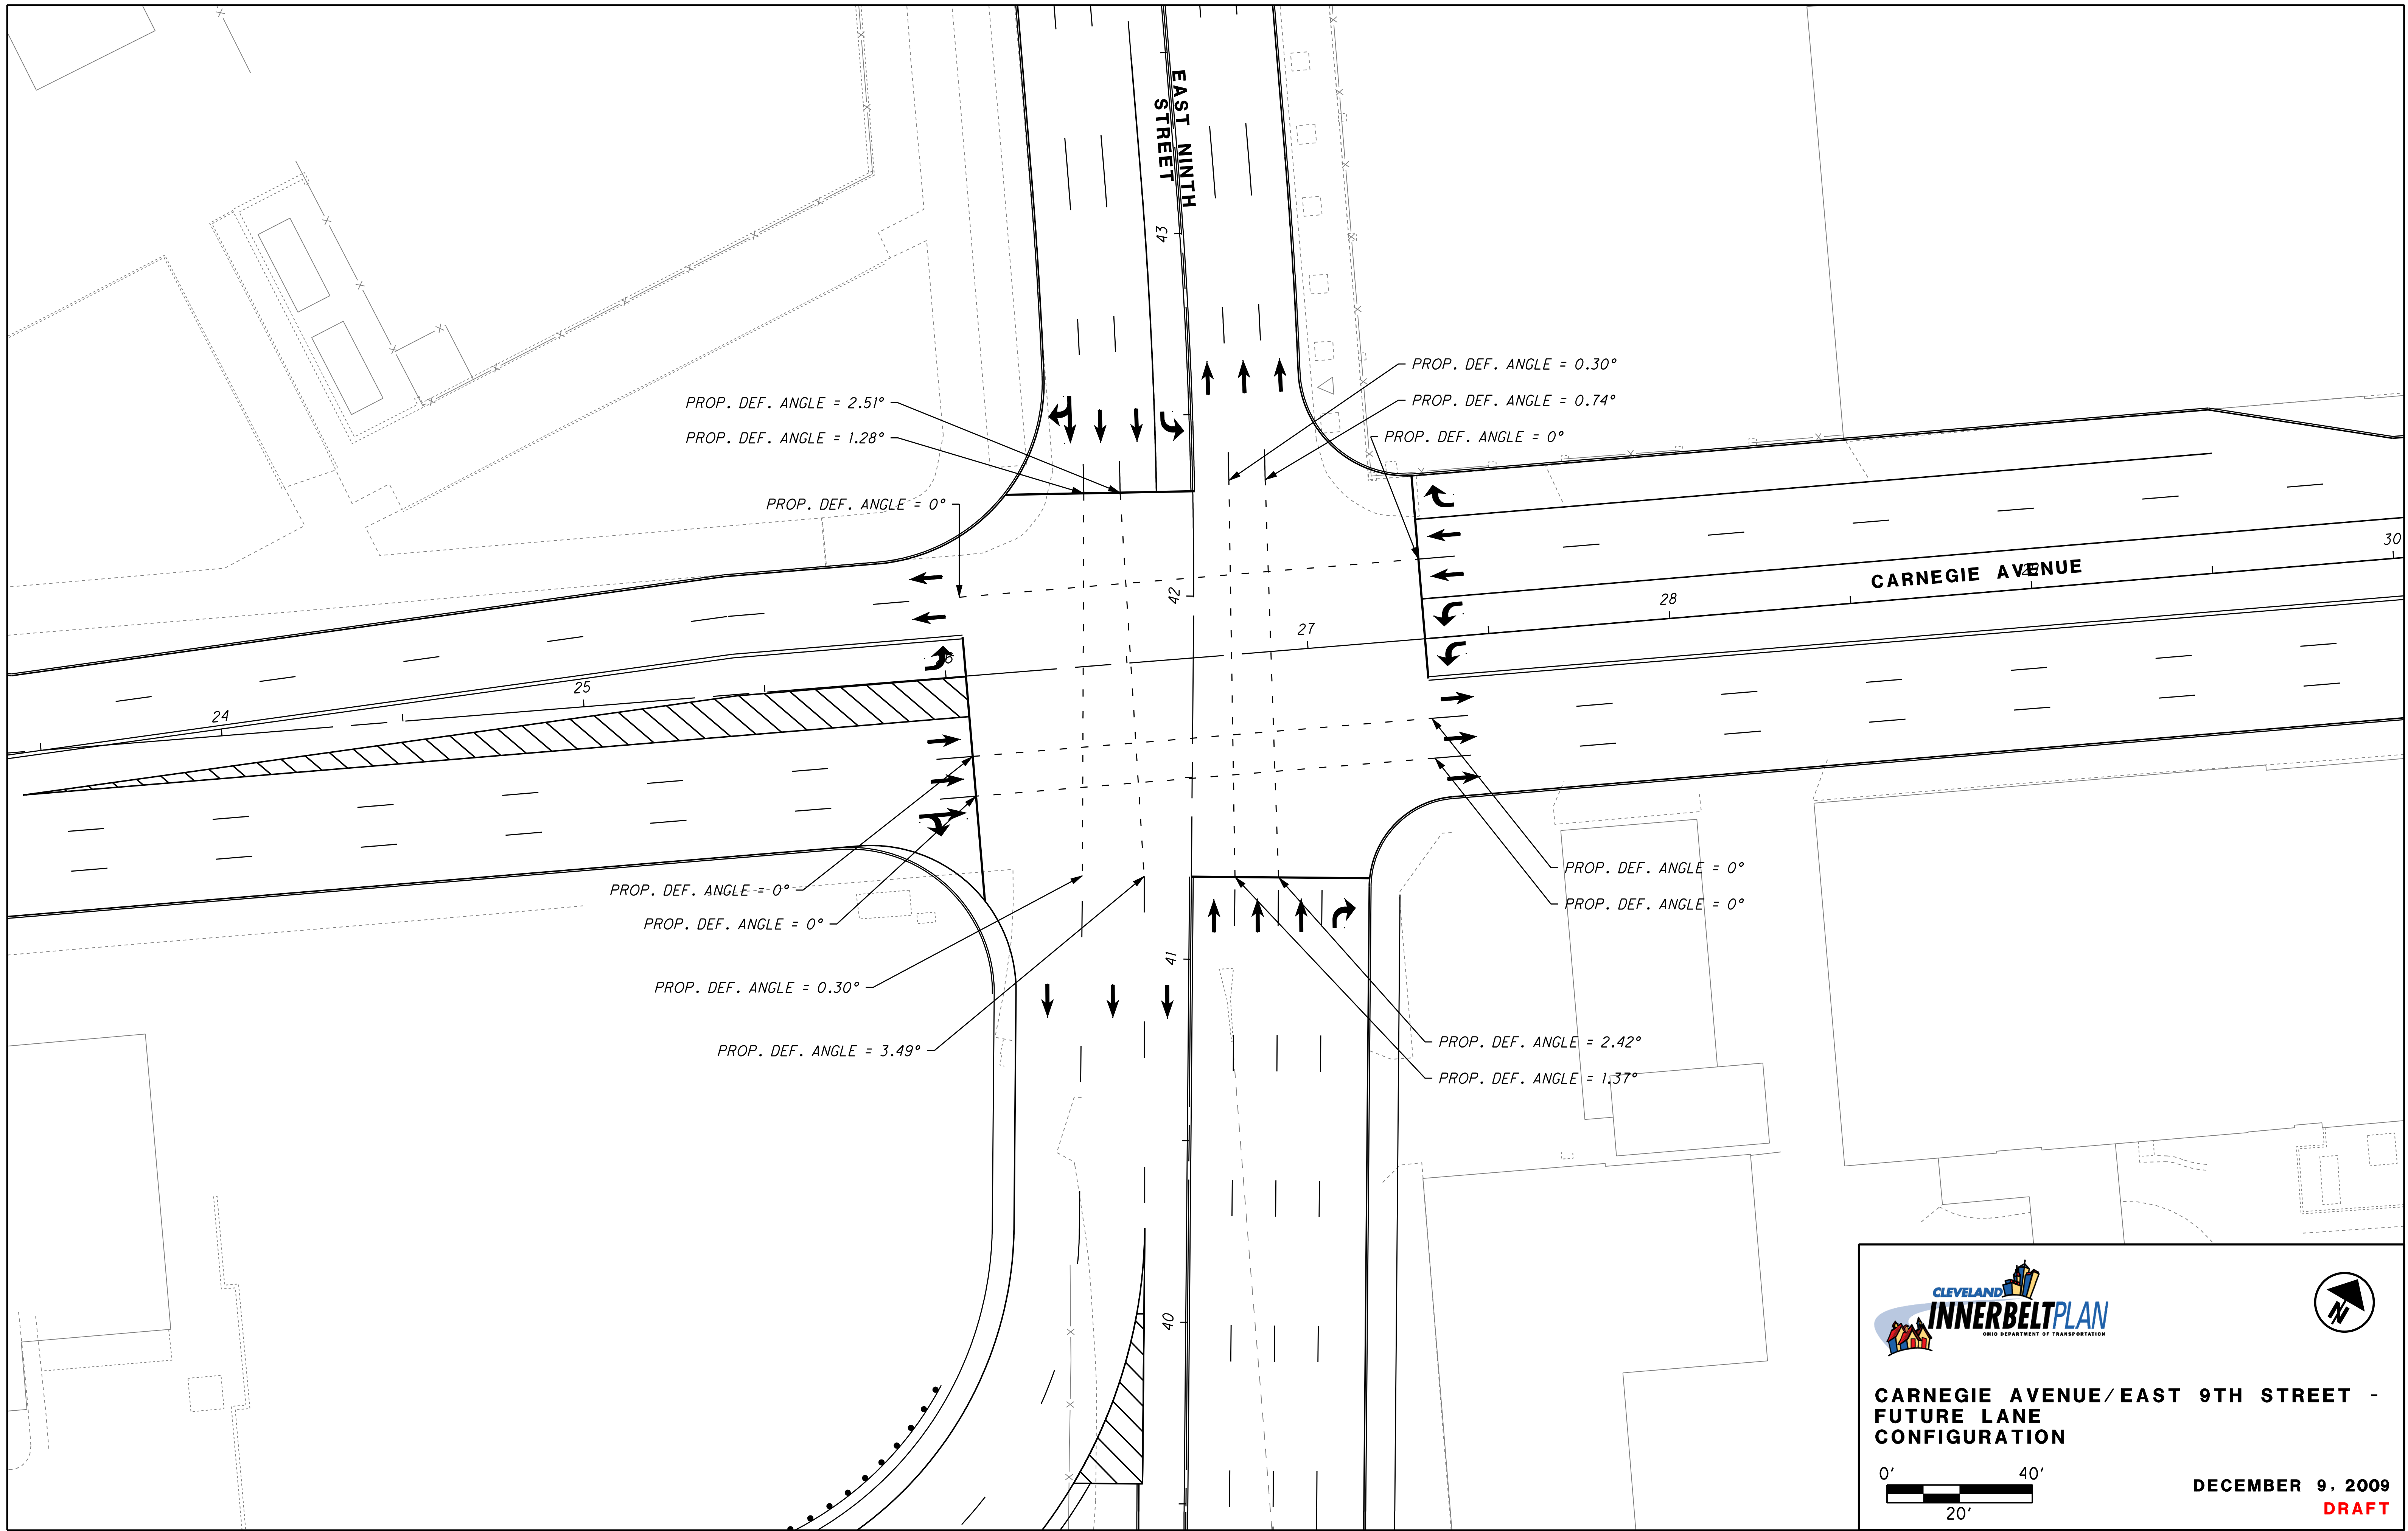 EAST NINTH
STREET
43
PROP. DEF. ANGLE = 0.30°
PROP. DEF. ANGLE = 2.51°
PROP. DEF. ANGLE = 0.74°
PROP. DEF. ANGLE = 1.28°
PROP. DEF. ANGLE = 0°
PROP. DEF. ANGLE = 0°
30
CARNEGIE AVENUE
29
28
42
27
26
25
24
PROP. DEF. ANGLE = 0°
PROP. DEF. ANGLE = 0°
PROP. DEF. ANGLE = 0°
PROP. DEF. ANGLE = 0°
41
PROP. DEF. ANGLE = 0.30°
PROP. DEF. ANGLE = 3.49°
PROP. DEF. ANGLE = 2.42°
PROP. DEF. ANGLE = 1.37°
40
CLEVELAND
INNERBELTPLAN
OHIO DEPARTMENT OF TRANSPORTATION
N
CARNEGIE AVENUE/EAST 9TH STREET -
FUTURE LANE
CONFIGURATION
0' 40'
20'
DECEMBER 9, 2009
DRAFT